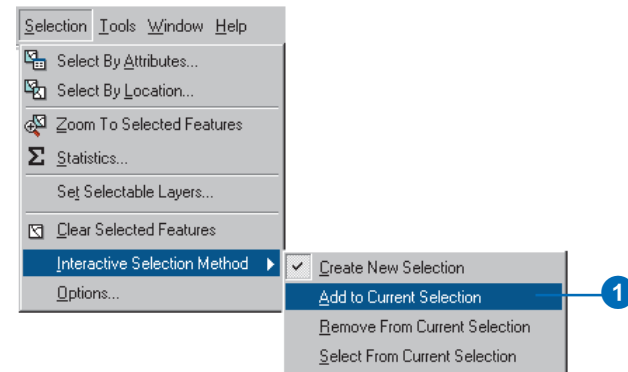 Selection Tools Window Help
Select By Attributes...
Select By Location...
Zoom To Selected Features
Σ Statistics...
Set Selectable Layers...
Clear Selected Features
Interactive Selection Method
Options...
Create New Selection
Add to Current Selection
1
Remove From Current Selection
Select From Current Selection